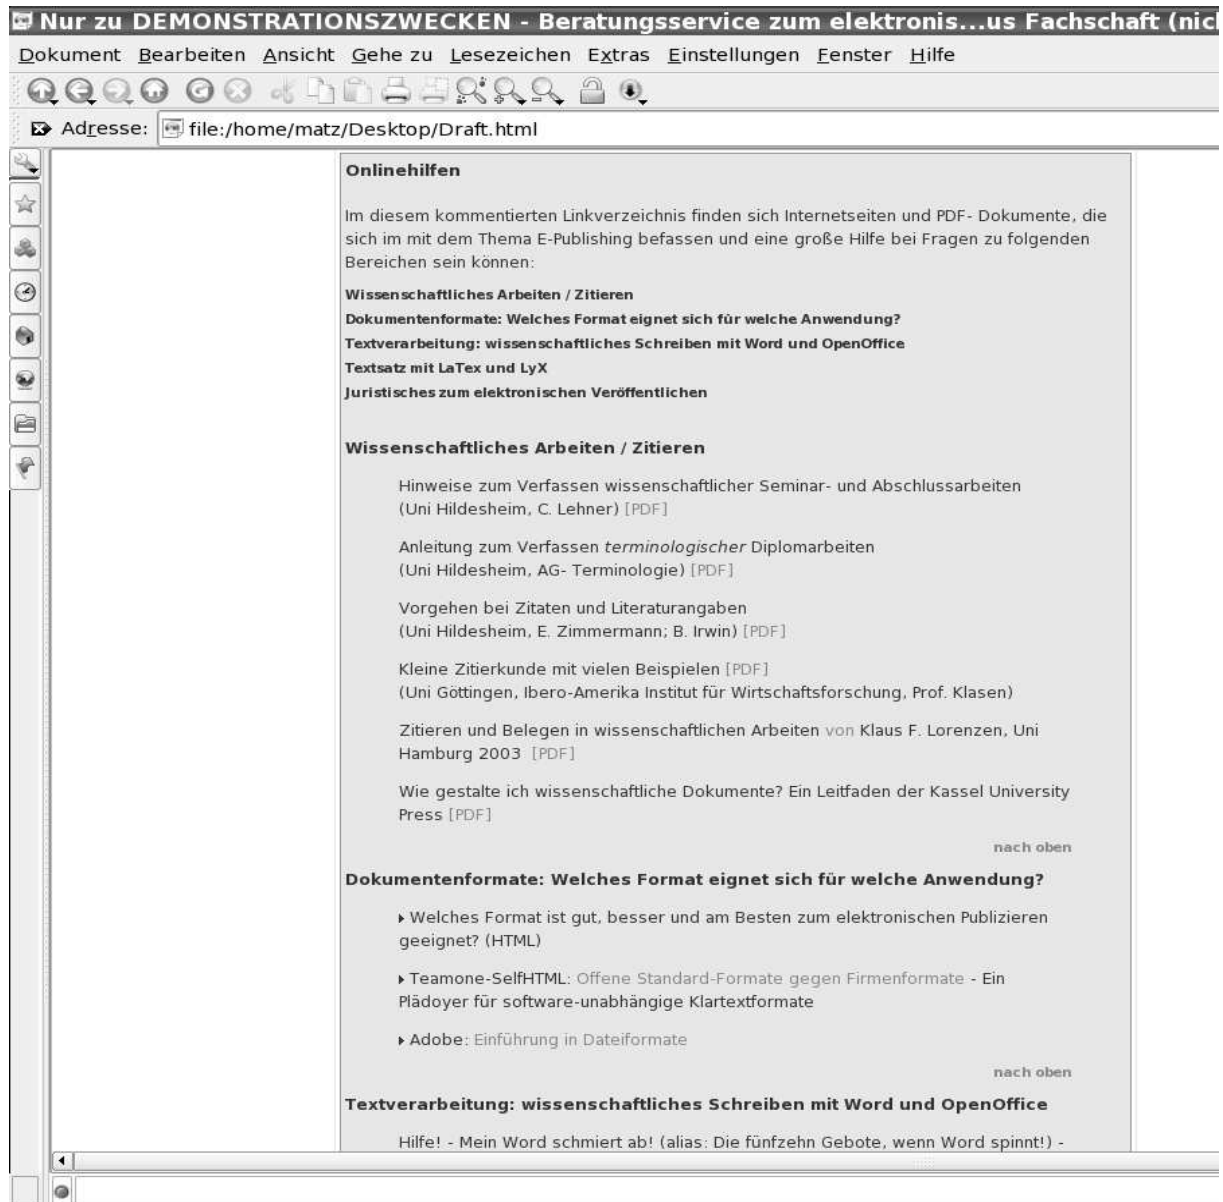 Nur zu DEMONSTRATIONSZWECKEN - Beratungsservice zum elektronis...us Fachschaft
Dokument Bearbeiten Ansicht Gehe zu Lesezeichen Extras Einstellungen Fenster Hilfe
Adresse: file:/home/matz/Desktop/Draft.html
Onlinehilfen
Im diesem kommentierten Linkverzeichnis finden sich Internetseiten und PDF- Dokumente, die
sich im mit dem Thema E-Publishing befassen und eine große Hilfe bei Fragen zu folgenden
Bereichen sein können:
Wissenschaftliches Arbeiten / Zitieren
Dokumentenformate: Welches Format eignet sich für welche Anwendung?
Textverarbeitung: wissenschaftliches Schreiben mit Word und OpenOffice
Textsatz mit LaTex und LyX
Juristisches zum elektronischen Veröffentlichen
Wissenschaftliches Arbeiten / Zitieren
Hinweise zum Verfassen wissenschaftlicher Seminar- und Abschlussarbeiten
(Uni Hildesheim, C. Lehner) [PDF]
Anleitung zum Verfassen terminologischer Diplomarbeiten
(Uni Hildesheim, AG- Terminologie) [PDF]
Vorgehen bei Zitaten und Literaturangaben
(Uni Hildesheim, E. Zimmermann; B. Irwin) [PDF]
Kleine Zitierkunde mit vielen Beispielen [PDF]
(Uni Göttingen, Ibero-Amerika Institut für Wirtschaftsforschung, Prof. Klasen)
Zitieren und Belegen in wissenschaftlichen Arbeiten von Klaus F. Lorenzen, Uni
Hamburg 2003 [PDF]
Wie gestalte ich wissenschaftliche Dokumente? Ein Leitfaden der Kassel University
Press [PDF]
nach oben
Dokumentenformate: Welches Format eignet sich für welche Anwendung?
Welches Format ist gut, besser und am Besten zum elektronischen Publizieren
geeignet? (HTML)
Teamone-SelfHTML: Offene Standard-Formate gegen Firmenformate - Ein
Plädoyer für software-unabhängige Klartextformate
Adobe: Einführung in Dateiformate
nach oben
Textverarbeitung: wissenschaftliches Schreiben mit Word und OpenOffice
Hilfe! - Mein Word schmiert ab! (alias: Die fünfzehn Gebote, wenn Word spinnt!) -